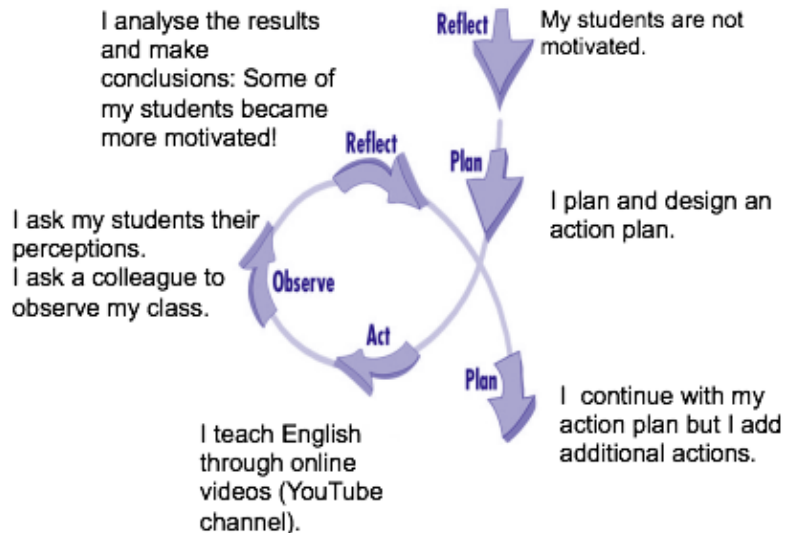 Reflect
My students are not
motivated.
Plan
I plan and design an
action plan.
Act
I teach English
through online
videos (YouTube
channel).
Observe
I ask my students their
perceptions.
I ask a colleague to
observe my class.
Reflect
I analyse the results
and make
conclusions: Some of
my students became
more motivated!
Plan
I  continue with my
action plan but I add
additional actions.